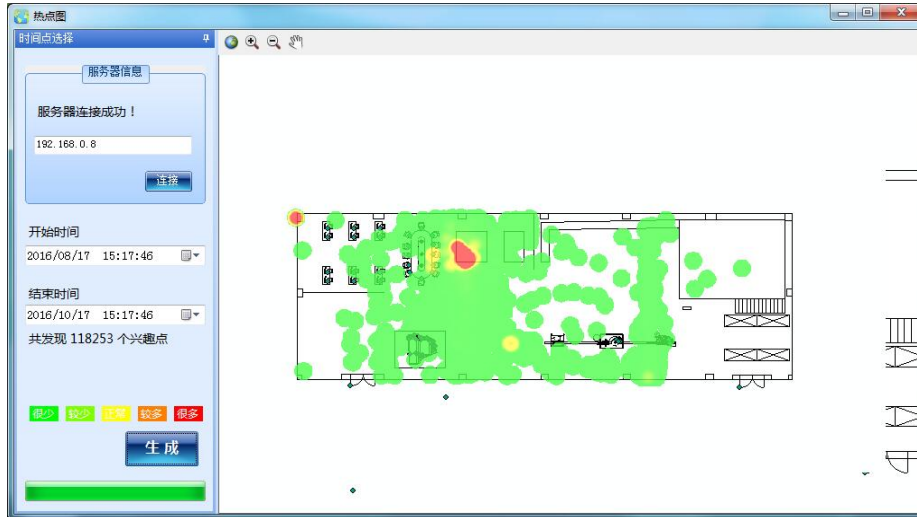 热点图
时间点选择
服务器信息
服务器连接成功！
192.168.0.8
连接
开始时间
2016/08/17 15:17:46
结束时间
2016/10/17 15:17:46
共发现 118253 个兴趣点
很少 较少 正常 较多 很多
生成